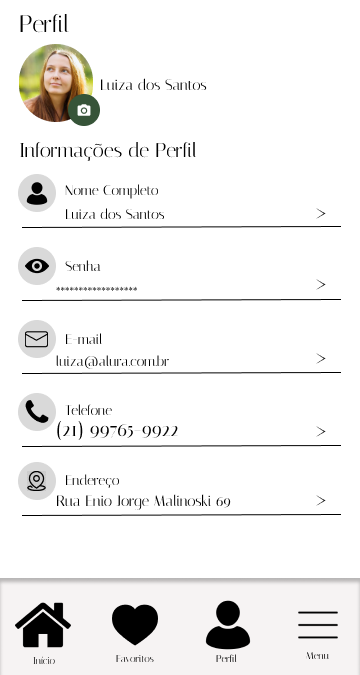 Perfil
Luiza dos Santos
Informações de Perfil
Nome Completo
Luiza dos Santos
>
Senha
******************
>
E-mail
luiza@alura.com.br
>
Telefone
(21) 99765-9922
>
Endereço
Rua Enio Jorge Malinoski 69
>
Início
Favoritos
Perfil
Menu